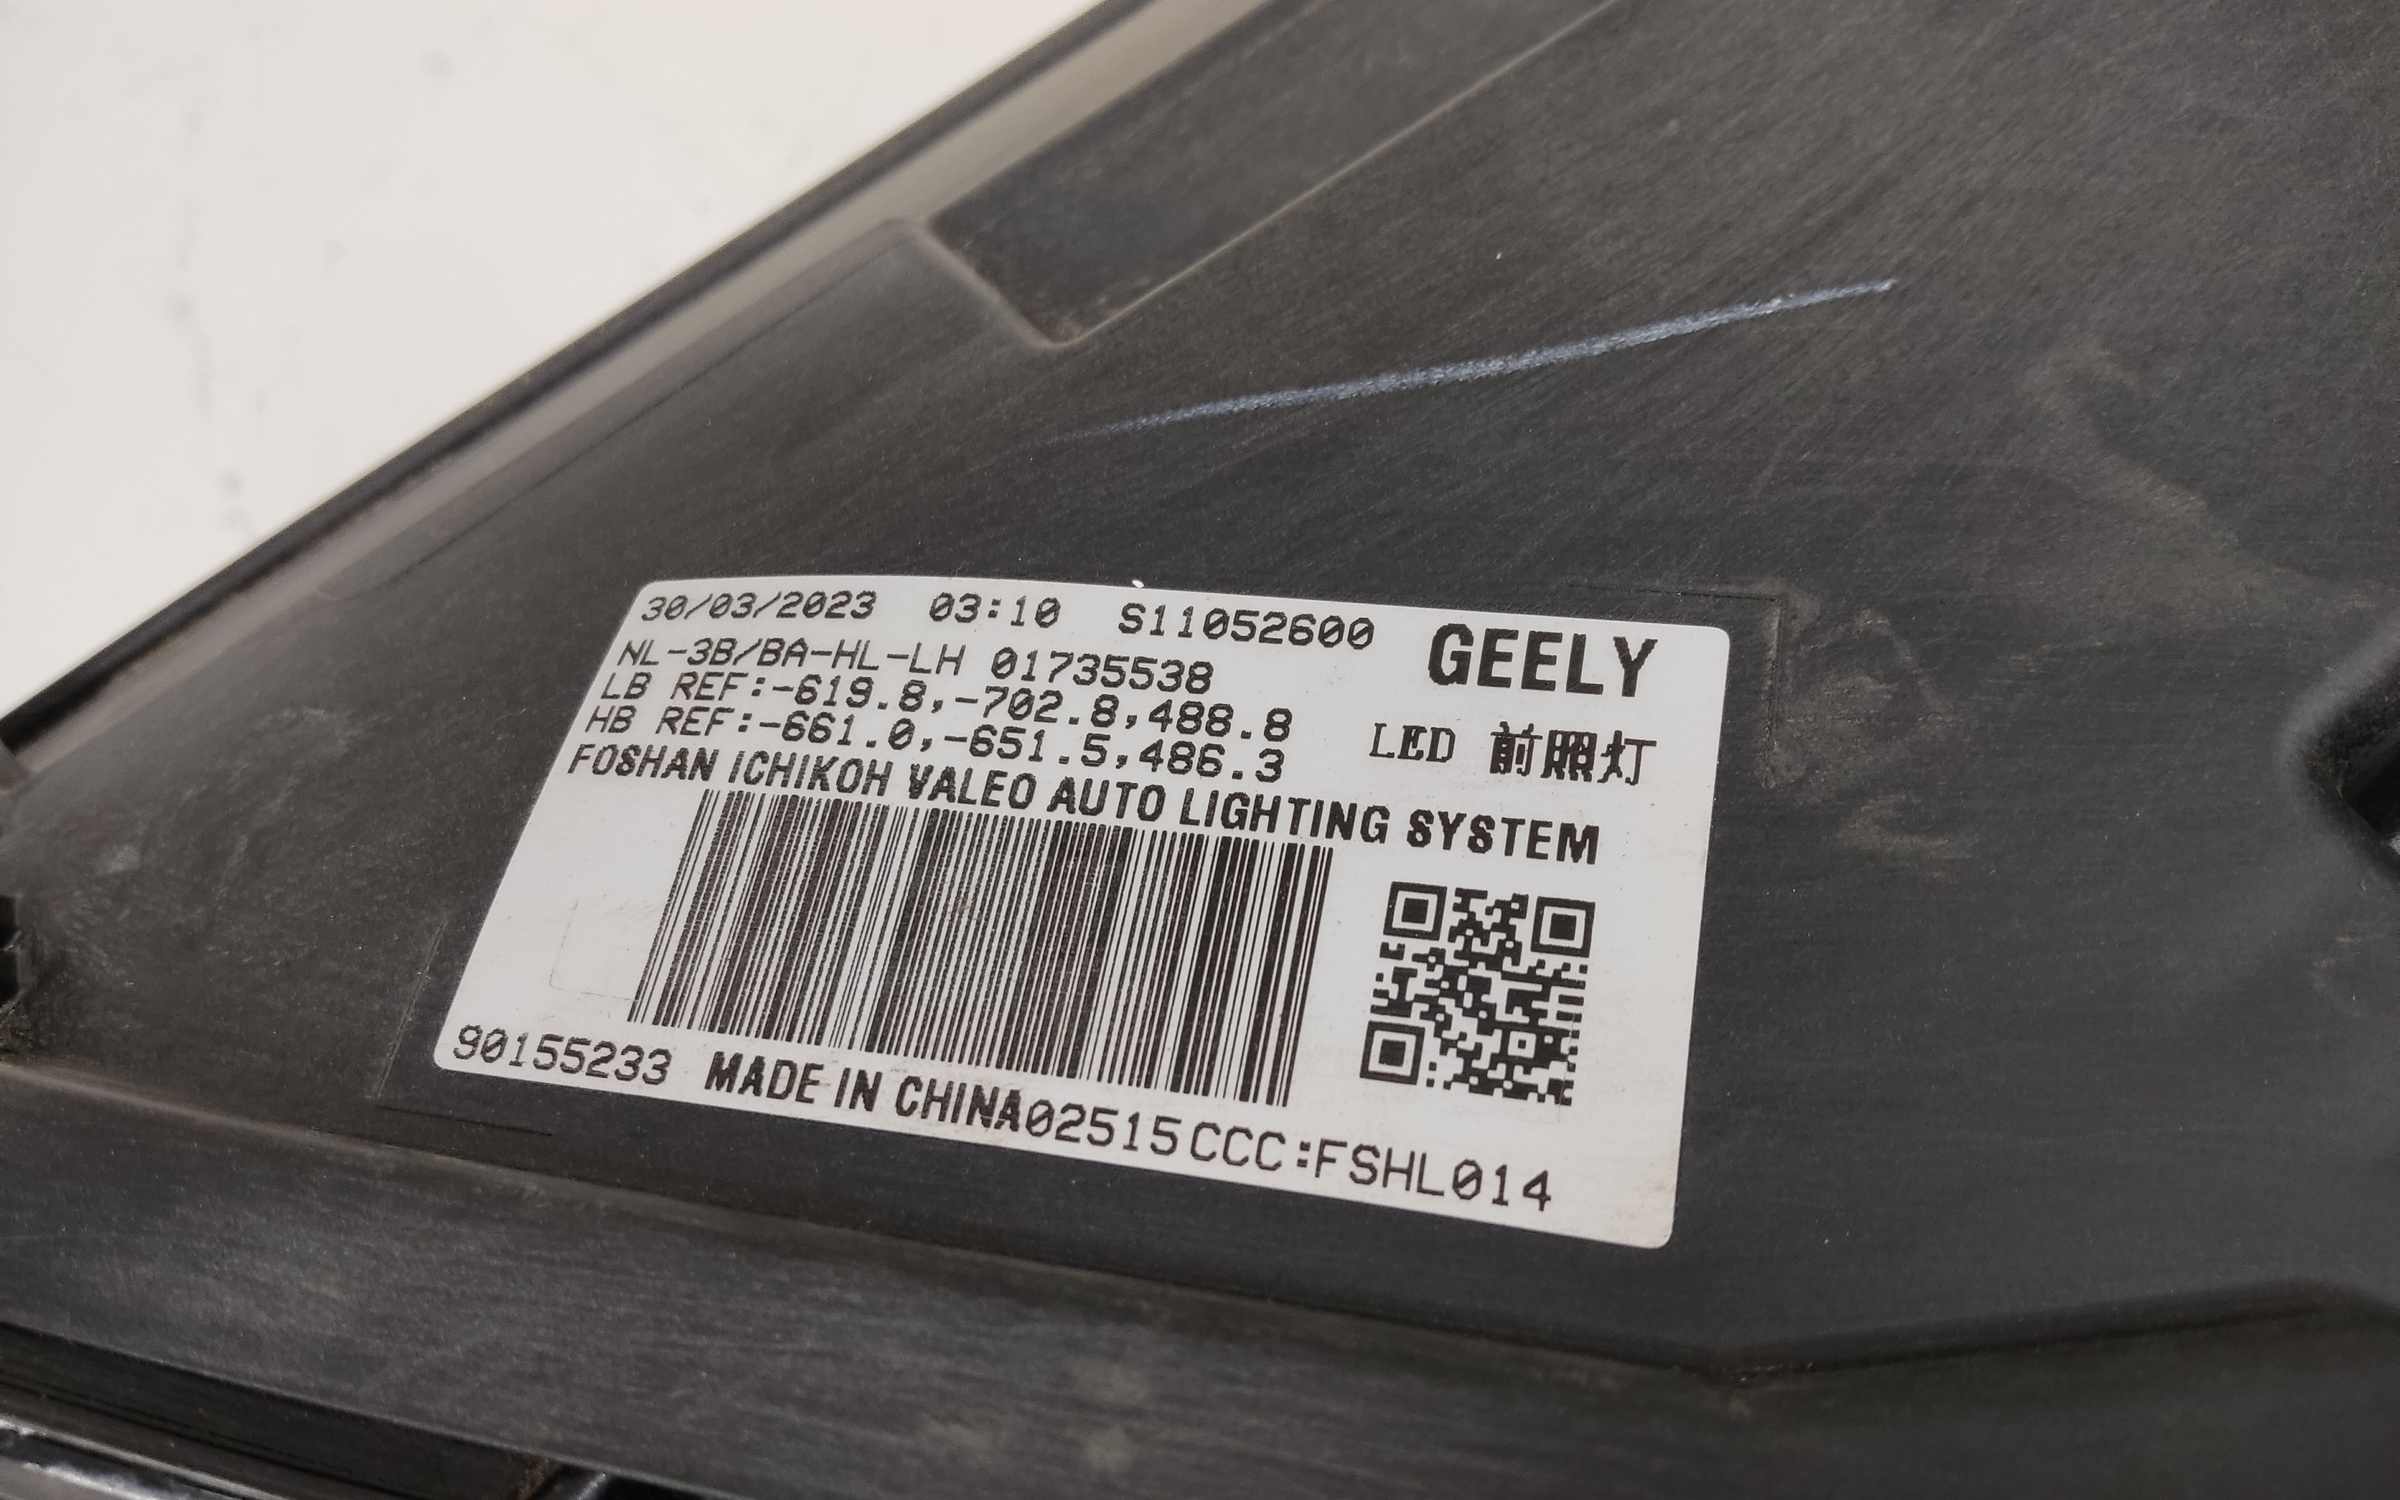 30/03/2023 03:10 S11052600 GEELY
NL-3B/BA-HL-LH 01735538
LB REF:-619.8,-702.8,488.8
HB REF:-661.0,-651.5,486.3
LED 前照灯
FOSHAN ICHIKOH VALEO AUTO LIGHTING SYSTEM
90155233 MADE IN CHINA02515CCC:FSHL014